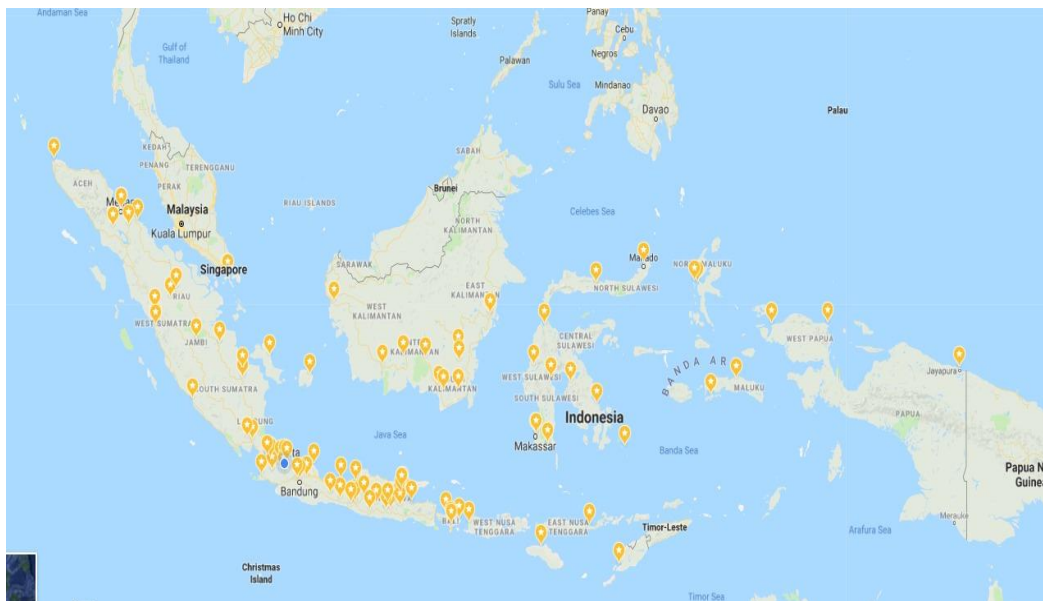 Andaman Sea
Ho Chi
Minh City
Spratly
Islands
Panay
Cebu
Negros
Gulf of
Thailand
Palawan
Sulu Sea
Mindanao
Davao
Palau
KEDAH
PENANG
TERENGGANU
PERAK
ACEH
Malaysia
Kuala Lumpur
RIAU ISLANDS
SABAH
Brunei
NORTH
KALIMANTAN
Celebes Sea
Singapore
SARAWAK
RIAU
WEST
KALIMANTAN
EAST
KALIMANTAN
NORTH SULAWESI
WEST SUMATRA
JAMBI
CENTRAL
SULAWESI
WEST PAPUA
KALIMANTAN
WEST SULAWESI
SOUTH SUMATRA
KALIMANTAN
SOUTH SULAWESI
MALUKU
Jayapura
PAPUA
Indonesia
Makassar
Java Sea
Banda Sea
Papua N
Guinea
Bandung
BALI
WEST NUSA
TENGGARA
EAST NUSA
TENGGARA
Timor-Leste
Merauke
Arafura Sea
Christmas
Island
Timor Sea